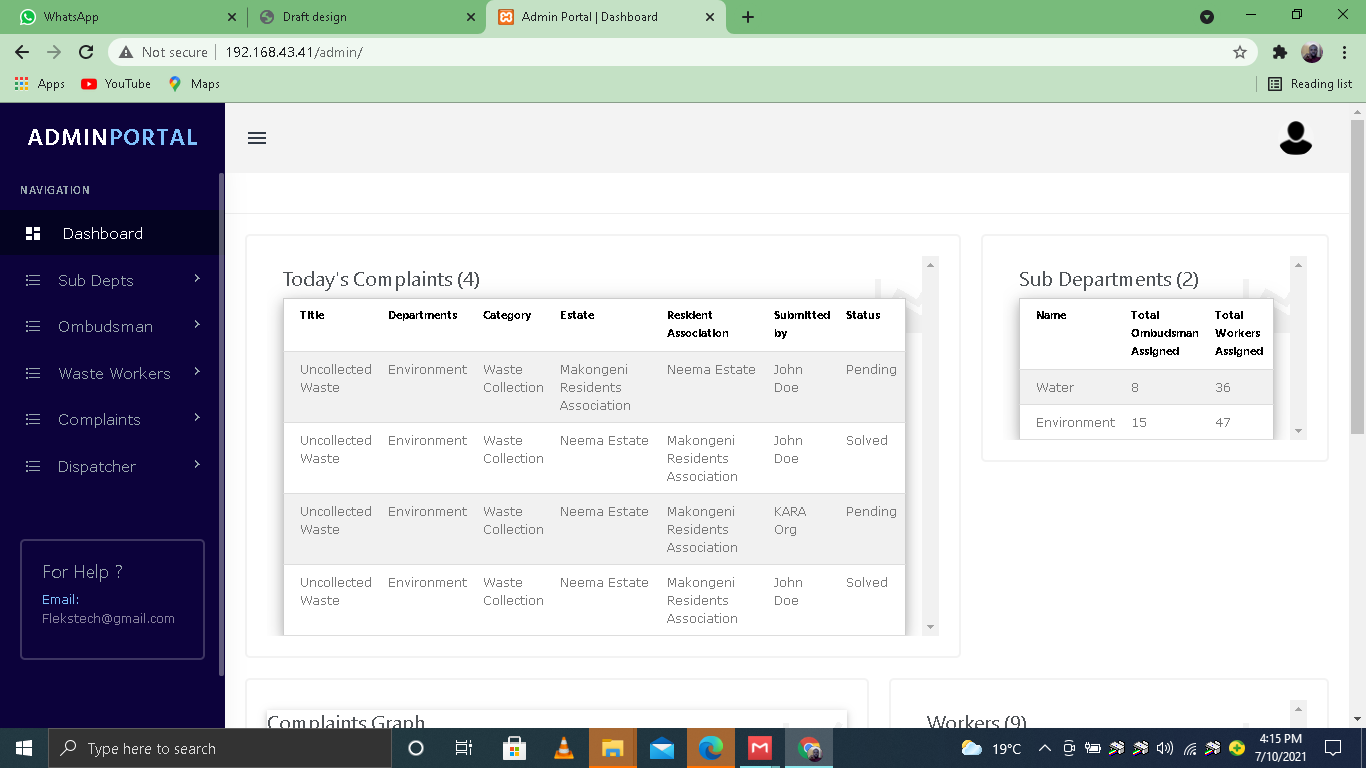 WhatsApp
Draft design
Admin Portal | Dashboard
Not secure
192.168.43.41/admin/
Apps
YouTube
Maps
Reading list
ADMINPORTAL
NAVIGATION
Dashboard
Sub Depts
Ombudsman
Waste Workers
Complaints
Dispatcher
For Help ?
Email:
Flekstech@gmail.com
Today's Complaints (4)
Title Departments Category Estate Resident Submitted Status
Association by
Uncollected Environment Waste Makongeni Neema Estate John Pending
Waste Collection Residents Doe
Association
Uncollected Environment Waste Neema Estate Makongeni John Solved
Waste Collection Residents Doe
Association
Uncollected Environment Waste Neema Estate Makongeni KARA Pending
Waste Collection Residents Org
Association
Uncollected Environment Waste Neema Estate Makongeni John Solved
Waste Collection Residents Doe
Association
Sub Departments (2)
Name Total Total
Ombudsman Workers
Assigned Assigned
Water 8 36
Environment 15 47
Complaints Graph
Workers (9)
Type here to search
19°C
4:15 PM
7/10/2021